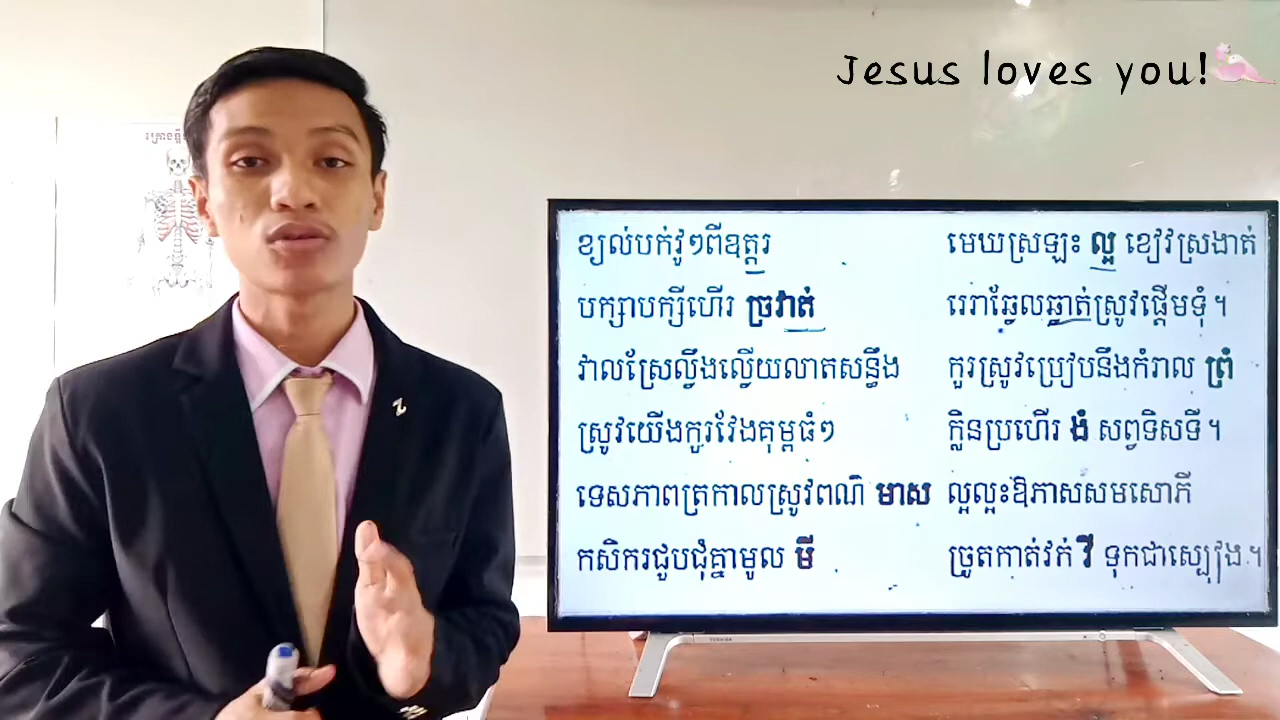 Jesus loves you!
គ្រោងឆ្អឹង
ខ្យល់បក់វូៗពីឧត្តរ មេឃស្រឡះ ល្អ ខៀវស្រងាត់
បក្សាបក្សីហើរ ច្រវាត់ រេរាឆ្វែលឆ្វាត់ស្រូវផ្ដើមទុំ ។
វាលស្រែល្វឹងល្វើយលាតសន្ធឹង កួរស្រូវប្រៀបនឹងកំរាល ព្រំ
ស្រូវយើងកួរវែងគុម្ពធំៗ ក្លិនប្រហើរ ងំ សព្វទិសទី ។
ទេសភាពត្រកាលស្រូវពណ៌ មាស ល្អល្អះឱភាសសមសោភី
កសិករជួបជុំគ្នាមូល មី ច្រូតកាត់វក់ វី ទុកជាស្បៀង ។
TOSHIBA